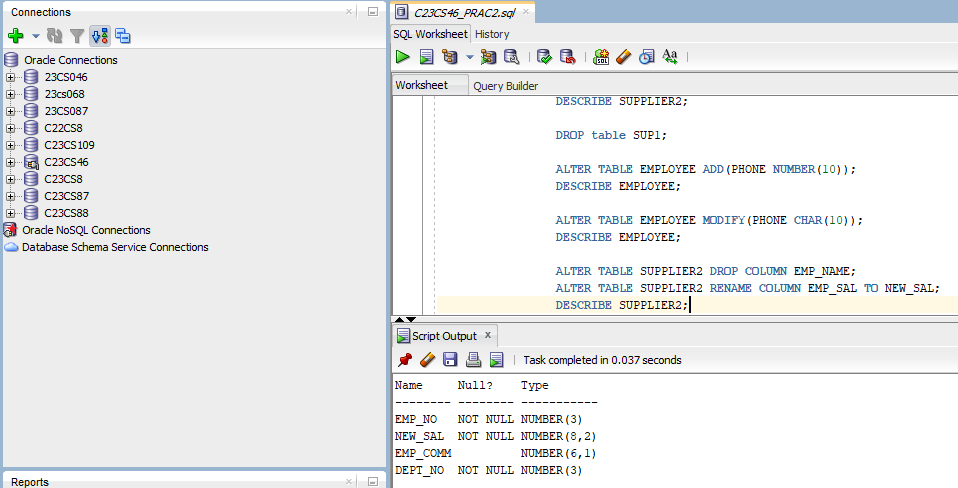 Connections
Oracle Connections
23CS046
23cs068
23CS087
C22CS8
C23CS109
C23CS46
C23CS8
C23CS87
C23CS88
Oracle NoSQL Connections
Database Schema Service Connections
Reports
C23CS46_PRAC2.sql
SQL Worksheet History
Worksheet Query Builder
DESCRIBE SUPPLIER2;
DROP table SUP1;
ALTER TABLE EMPLOYEE ADD(PHONE NUMBER(10));
DESCRIBE EMPLOYEE;
ALTER TABLE EMPLOYEE MODIFY(PHONE CHAR(10));
DESCRIBE EMPLOYEE;
ALTER TABLE SUPPLIER2 DROP COLUMN EMP_NAME;
ALTER TABLE SUPPLIER2 RENAME COLUMN EMP_SAL TO NEW_SAL;
DESCRIBE SUPPLIER2;
Script Output x
Task completed in 0.037 seconds
Name     Null?    Type
-------- -------- -----------
EMP_NO   NOT NULL NUMBER(3)
NEW_SAL  NOT NULL NUMBER(8,2)
EMP_COMM          NUMBER(6,1)
DEPT_NO  NOT NULL NUMBER(3)